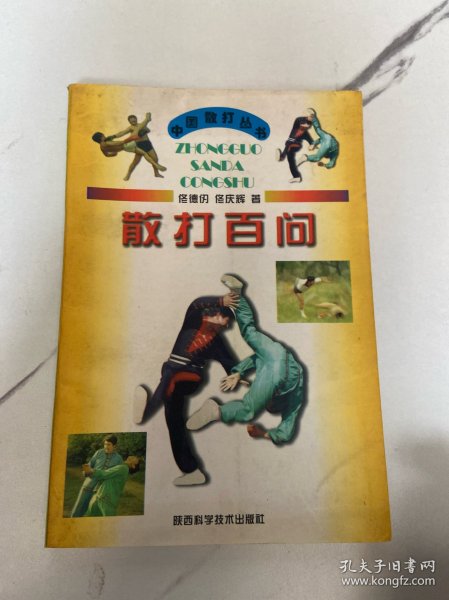 中国散打丛书
ZHONGGUO
SANDA
CONGSHU
佟德仍 佟庆辉 著
散打百问
陕西科学技术出版社
孔夫子旧书网
www.kongfz.com